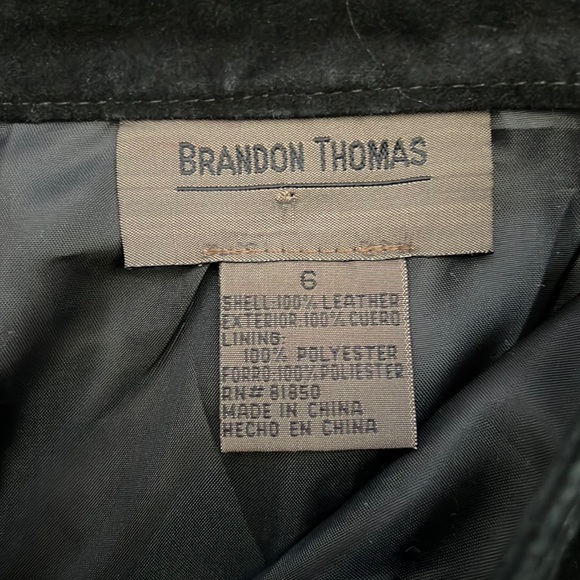 BRANDON THOMAS
6
SHELL:100% LEATHER
EXTERIOR:100% CUERO
LINING:
100% POLYESTER
FORRO:100% POLIESTER
RN# 81850
MADE IN CHINA
HECHO EN CHINA